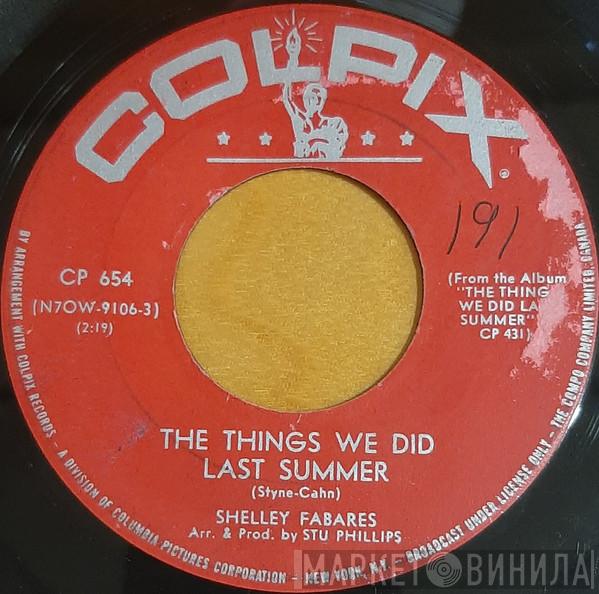 COLPIX.
191
CP 654
(N7OW-9106-3)
(2:19)
(From the Album
"THE THING
WE DID LA
SUMMER"
CP 431)
THE THINGS WE DID
LAST SUMMER
(Styne-Cahn)
SHELLEY FABARES
Arr. & Prod. by STU PHILLIPS
BY ARRANGEMENT WITH COLPIX RECORDS – A DIVISION OF COLUMBIA PICTURES CORPORATION – NEW YORK, N.Y. – BROADCAST UNDER LICENSE ONLY – THE COMPO COMPANY LIMITED, CANADA
МАРКЕТ ВИНИЛА